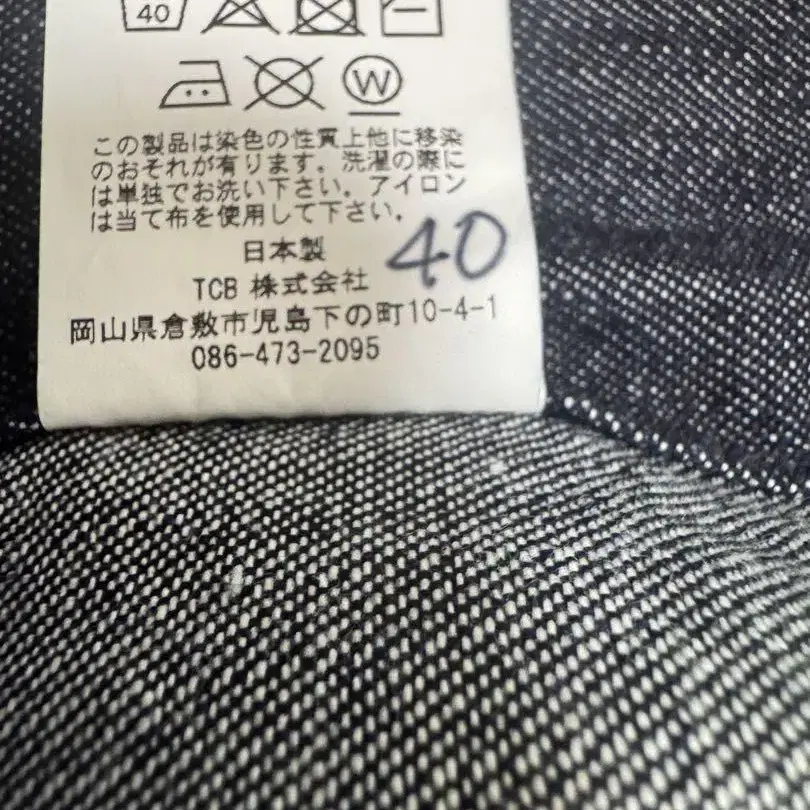 40
W
この製品は染色の性質上他に移染
のおそれが有ります。洗濯の際に
は単独でお洗い下さい。アイロン
は当て布を使用して下さい。
日本製
40
TCB 株式会社
岡山県倉敷市児島下の町10-4-1
086-473-2095